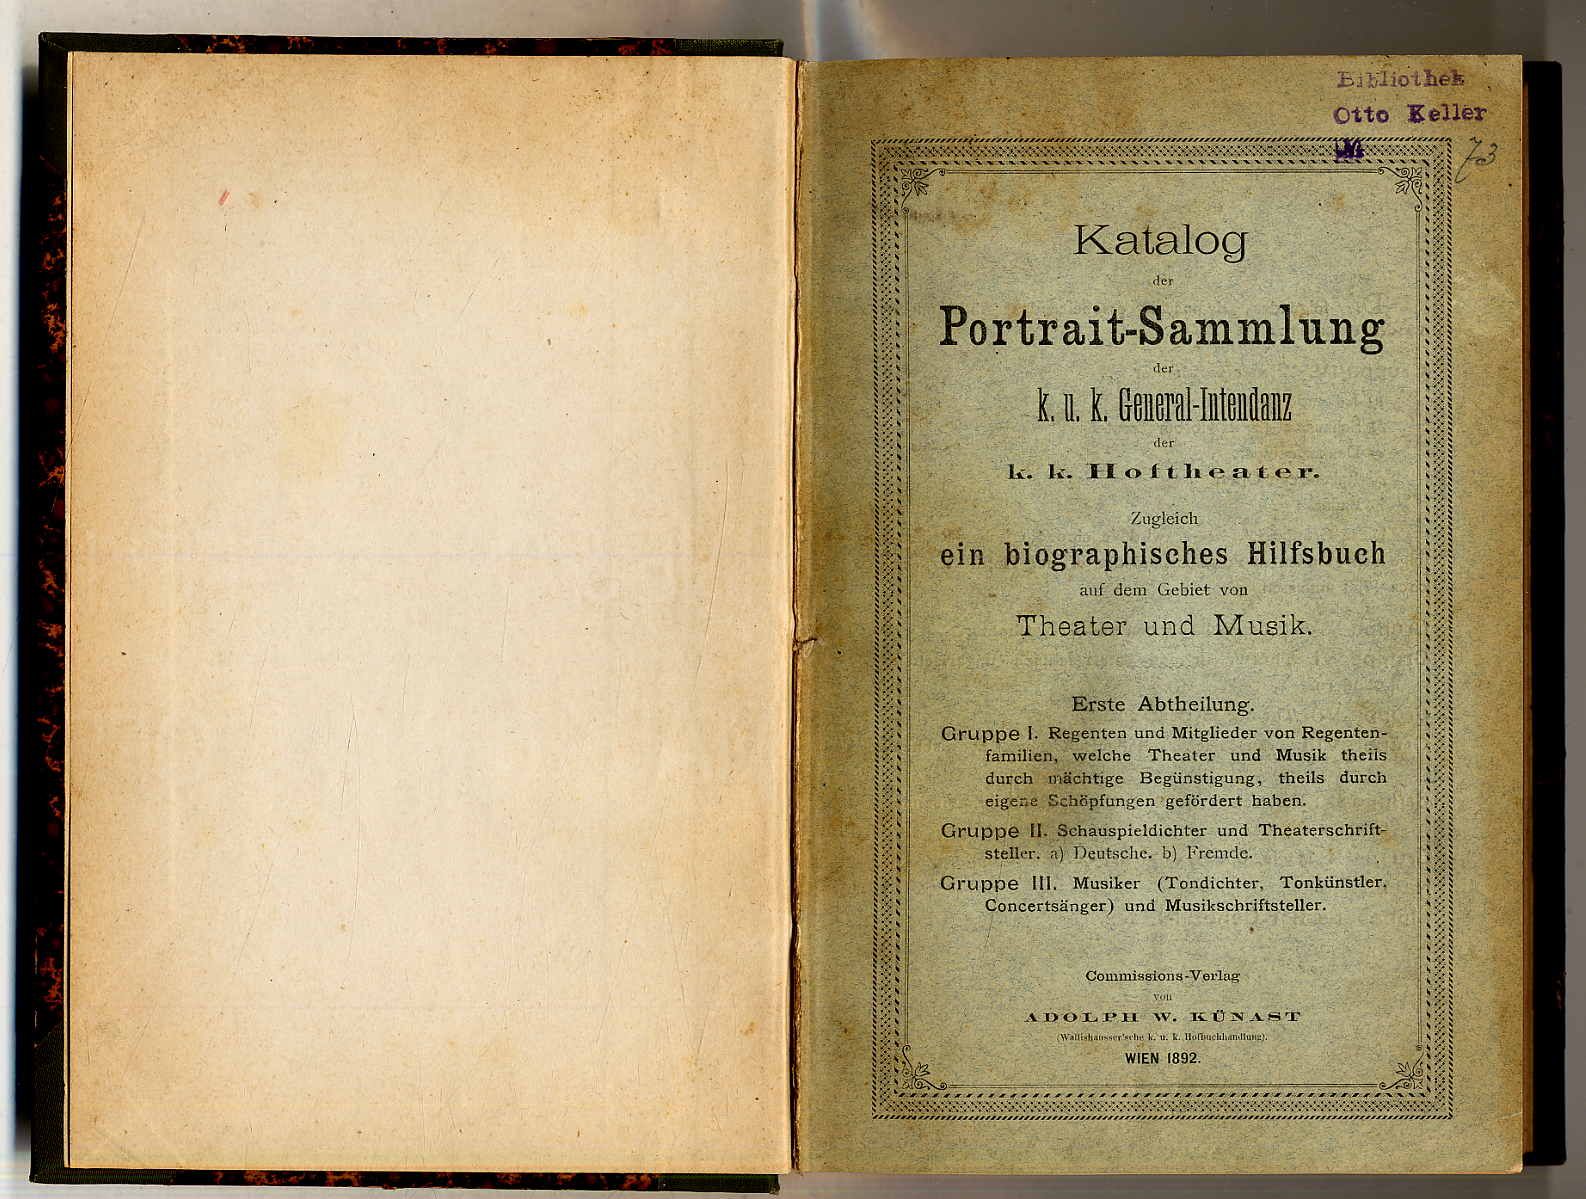 Bibliothek
Otto Keller
№ 73
Katalog
der
Portrait-Sammlung
der
k. u. k. General-Intendanz
der
k. k. Hoftheater.
Zugleich
ein biographisches Hilfsbuch
auf dem Gebiet von
Theater und Musik.
Erste Abtheilung.
Gruppe I. Regenten und Mitglieder von Regenten-
familien, welche Theater und Musik theils
durch mächtige Begünstigung, theils durch
eigene Schöpfungen gefördert haben.
Gruppe II. Schauspieldichter und Theaterschrift-
steller. a) Deutsche. b) Fremde.
Gruppe III. Musiker (Tondichter, Tonkünstler,
Concertsänger) und Musikschriftsteller.
Commissions-Verlag
von
ADOLPH W. KÜNAST
(Wallishausser'sche k. u. k. Hofbuchhandlung).
WIEN 1892.